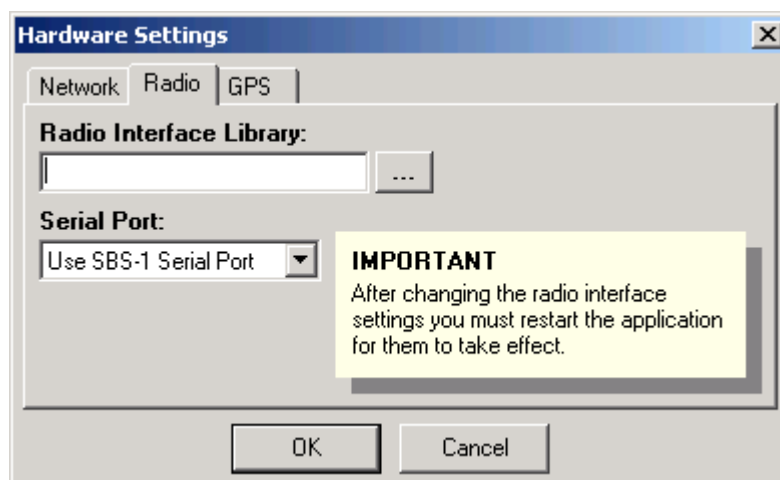 Hardware Settings
Network Radio GPS
Radio Interface Library:
...
Serial Port:
Use SBS-1 Serial Port
IMPORTANT
After changing the radio interface
settings you must restart the application
for them to take effect.
OK Cancel